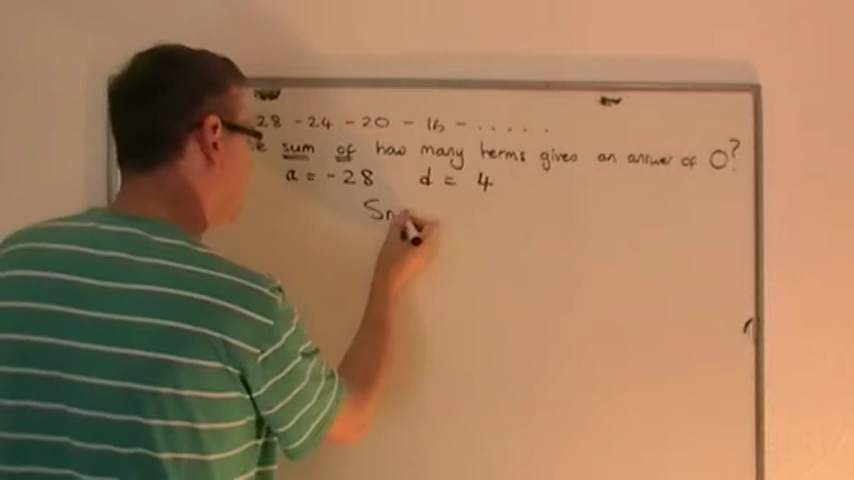 28 -24 -20 -16 - . . . . .
sum of how many terms gives an answer of 0?
a = -28 d = 4
Sn